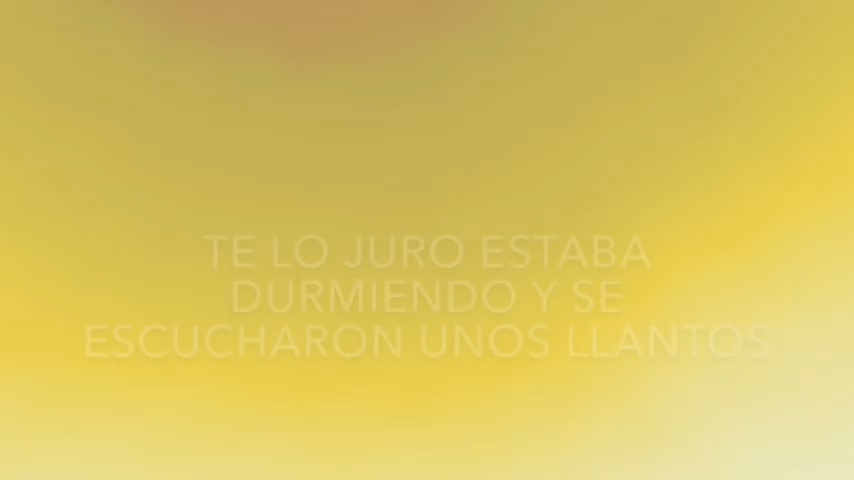 TE LO JURO ESTABA
DURMIENDO Y SE
ESCUCHARON UNOS LLANTOS